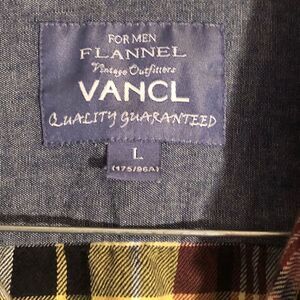 FOR MEN
FLANNEL
Vintage Outfitters
VANCL
QUALITY GUARANTEED
L
(175/96A)